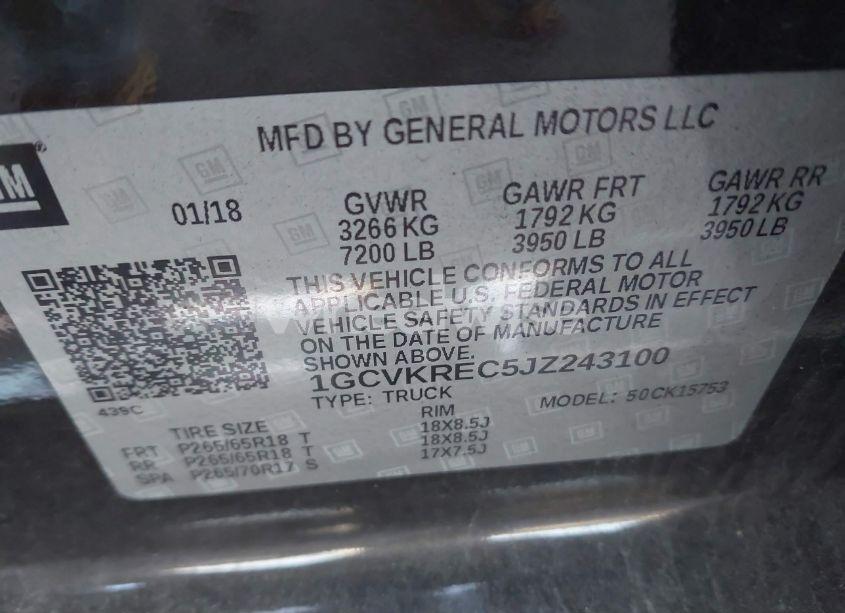 MFD BY GENERAL MOTORS LLC
GM
01/18
GVWR
3266 KG
7200 LB
GAWR FRT
1792 KG
3950 LB
GAWR RR
1792 KG
3950 LB
THIS VEHICLE CONFORMS TO ALL
APPLICABLE U.S. FEDERAL MOTOR
VEHICLE SAFETY STANDARDS IN EFFECT
ON THE DATE OF MANUFACTURE
SHOWN ABOVE.
1GCVKREC5JZ243100
TYPE: TRUCK
MODEL: 50CK15753
439C
TIRE SIZE
RIM
FRT P265/65R18 T 18X8.5J
RR P265/65R18 T 18X8.5J
SPA P265/70R17 S 17X7.5J